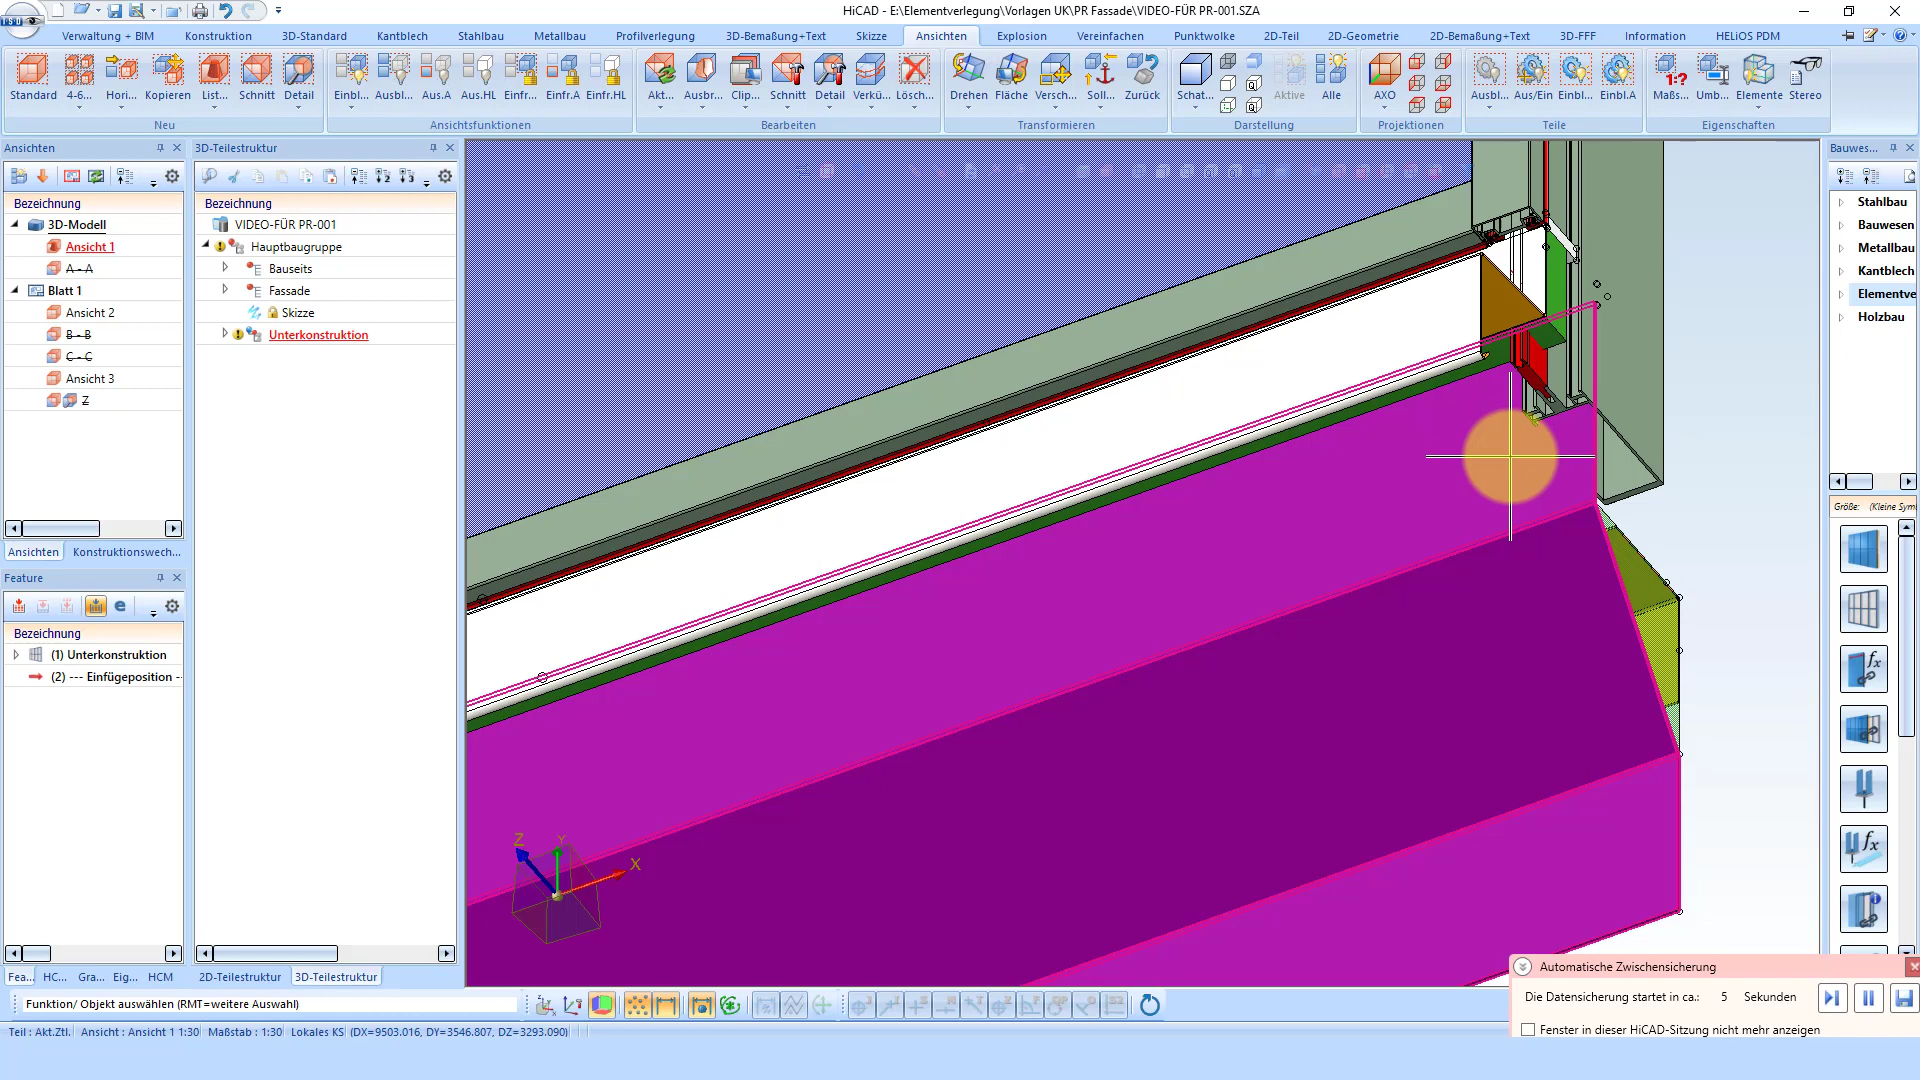 HiCAD - E:\Elementverlegung\Vorlagen UK\PR Fassade\VIDEO-FÜR PR-001.SZA
ISD
Verwaltung + BIM Konstruktion 3D-Standard Kantblech Stahlbau Metallbau Profilverlegung 3D-Bemaßung+Text Skizze Ansichten Explosion Vereinfachen Punktwolke 2D-Teil 2D-Geometrie 2D-Bemaßung+Text 3D-FFF Information HELiOS PDM
Standard 4-6... Hori... Kopieren List... Schnitt Detail Einbl... Ausbl... Aus.A Aus.HL Einfr... Einfr.A Einfr.HL Akt... Ausbr... Clip... Schnitt Detail Verkü... Lösch... Drehen Fläche Versch... Soll... Zurück Schat... Aktive Alle AXO Ausbl... Aus/Ein Einbl... Einbl.A Maßs... Umb... Elemente Stereo
Neu Ansichtsfunktionen Bearbeiten Transformieren Darstellung Projektionen Teile Eigenschaften
Ansichten
Bezeichnung
3D-Modell
Ansicht 1
A - A
Blatt 1
Ansicht 2
B - B
C - C
Ansicht 3
Z
Ansichten Konstruktionswech...
Feature
Bezeichnung
(1) Unterkonstruktion
(2) --- Einfügeposition -
Fea... HC... Gra... Eig... HCM
3D-Teilestruktur
Bezeichnung
VIDEO-FÜR PR-001
Hauptbaugruppe
Bauseits
Fassade
Skizze
Unterkonstruktion
2D-Teilestruktur 3D-Teilestruktur
Z Y X
Bauwes...
Stahlbau
Bauwesen
Metallbau
Kantblech
Elementve
Holzbau
Größe: (Kleine Sym
Automatische Zwischensicherung
Die Datensicherung startet in ca.: 5 Sekunden
Fenster in dieser HiCAD-Sitzung nicht mehr anzeigen
Funktion/ Objekt auswählen (RMT=weitere Auswahl)
Teil : Akt.Ztl. Ansicht : Ansicht 1 1:30 Maßstab : 1:30 Lokales KS (DX=9503.016, DY=3546.807, DZ=3293.090)